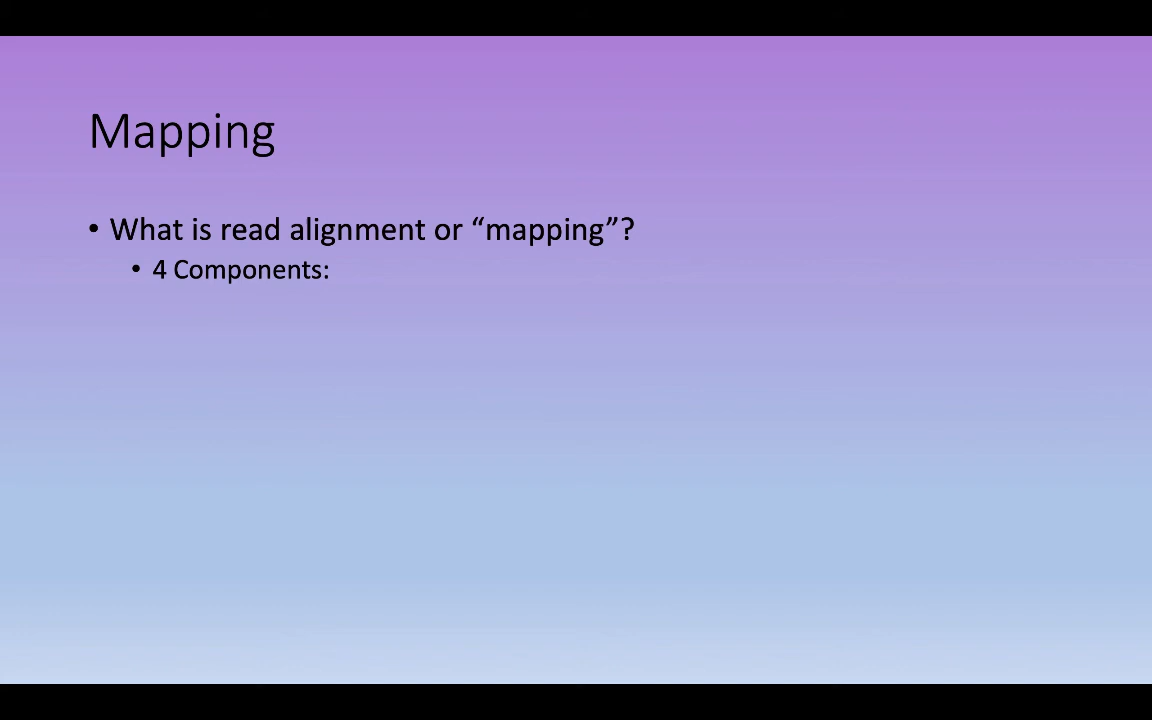 Mapping
• What is read alignment or “mapping”?
• 4 Components: